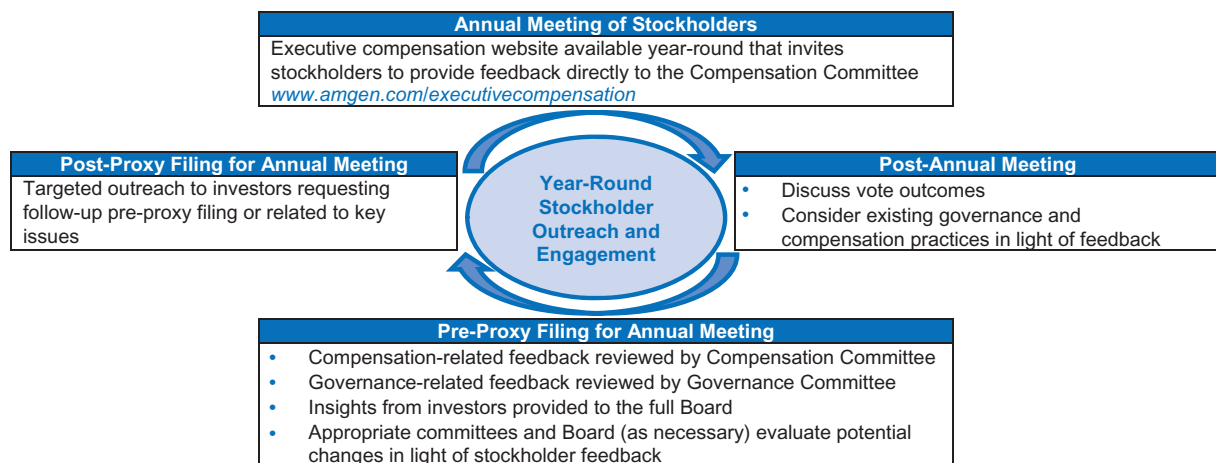 Annual Meeting of Stockholders
Executive compensation website available year-round that invites
stockholders to provide feedback directly to the Compensation Committee
www.amgen.com/executivecompensation
Post-Proxy Filing for Annual Meeting
Targeted outreach to investors requesting
follow-up pre-proxy filing or related to key
issues
Year-Round
Stockholder
Outreach and
Engagement
Post-Annual Meeting
• Discuss vote outcomes
• Consider existing governance and
compensation practices in light of feedback
Pre-Proxy Filing for Annual Meeting
• Compensation-related feedback reviewed by Compensation Committee
• Governance-related feedback reviewed by Governance Committee
• Insights from investors provided to the full Board
• Appropriate committees and Board (as necessary) evaluate potential
changes in light of stockholder feedback